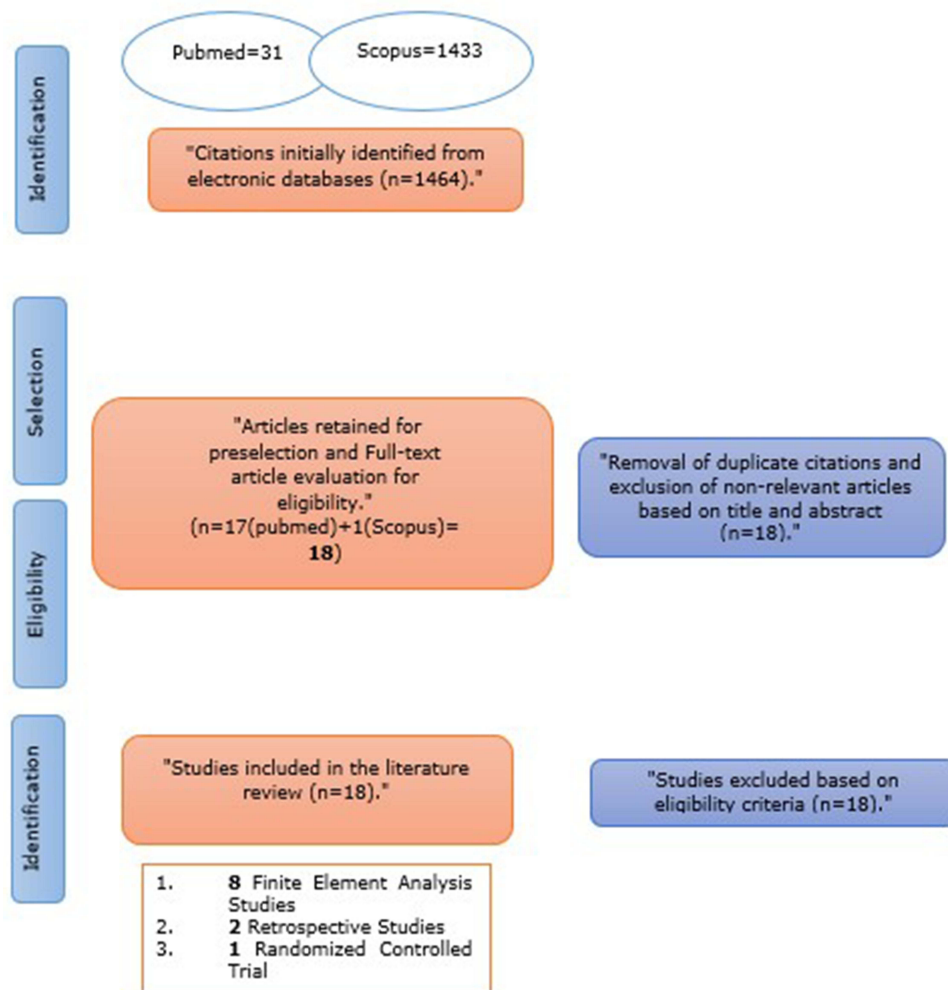 Identification
Pubmed=31
Scopus=1433
"Citations initially identified from
electronic databases (n=1464)."
Selection
"Articles retained for
preselection and Full-text
article evaluation for
eligibility."
(n=17(pubmed)+1(Scopus)=
18)
"Removal of duplicate citations and
exclusion of non-relevant articles
based on title and abstract
(n=18)."
Eligibility
Identification
"Studies included in the literature
review (n=18)."
"Studies excluded based on
eligibility criteria (n=18)."
1. 8 Finite Element Analysis
Studies
2. 2 Retrospective Studies
3. 1 Randomized Controlled
Trial